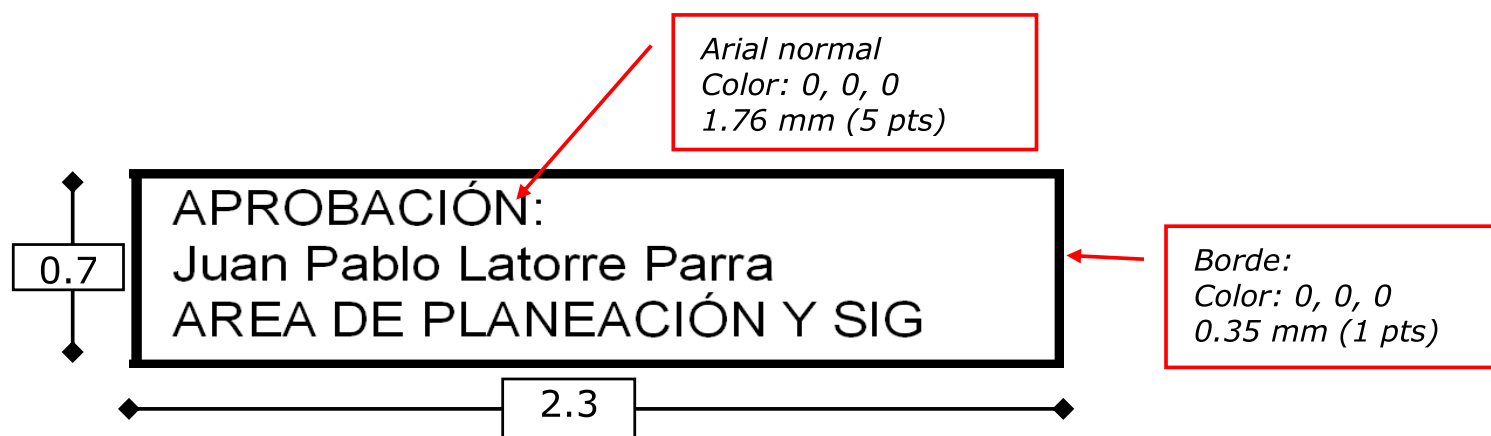 Arial normal
Color: 0, 0, 0
1.76 mm (5 pts)
APROBACIÓN:
Juan Pablo Latorre Parra
AREA DE PLANEACIÓN Y SIG
0.7
Borde:
Color: 0, 0, 0
0.35 mm (1 pts)
2.3